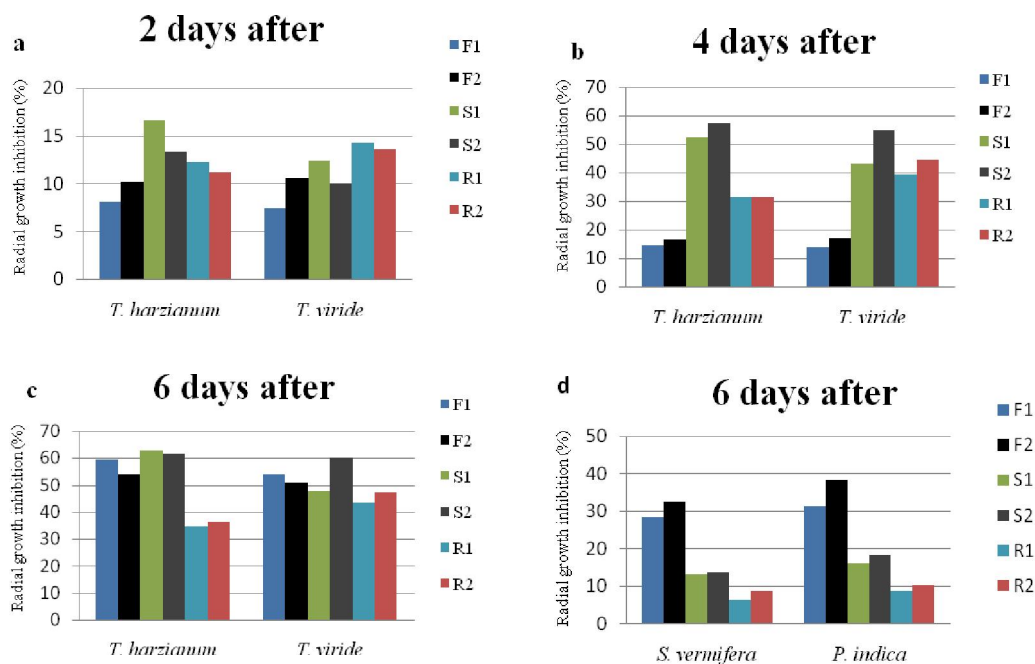 a
2 days after
Radial growth inhibition (%)
20
15
10
5
0
T. harzianum
T. viride
F1
F2
S1
S2
R1
R2
b
4 days after
Radial growth inhibition (%)
70
60
50
40
30
20
10
0
T. harzianum
T. viride
F1
F2
S1
S2
R1
R2
c
6 days after
Radial growth inhibition (%)
70
60
50
40
30
20
10
0
T. harzianum
T. viride
F1
F2
S1
S2
R1
R2
d
6 days after
Radial growth inhibition (%)
50
40
30
20
10
0
S. vermifera
P. indica
F1
F2
S1
S2
R1
R2